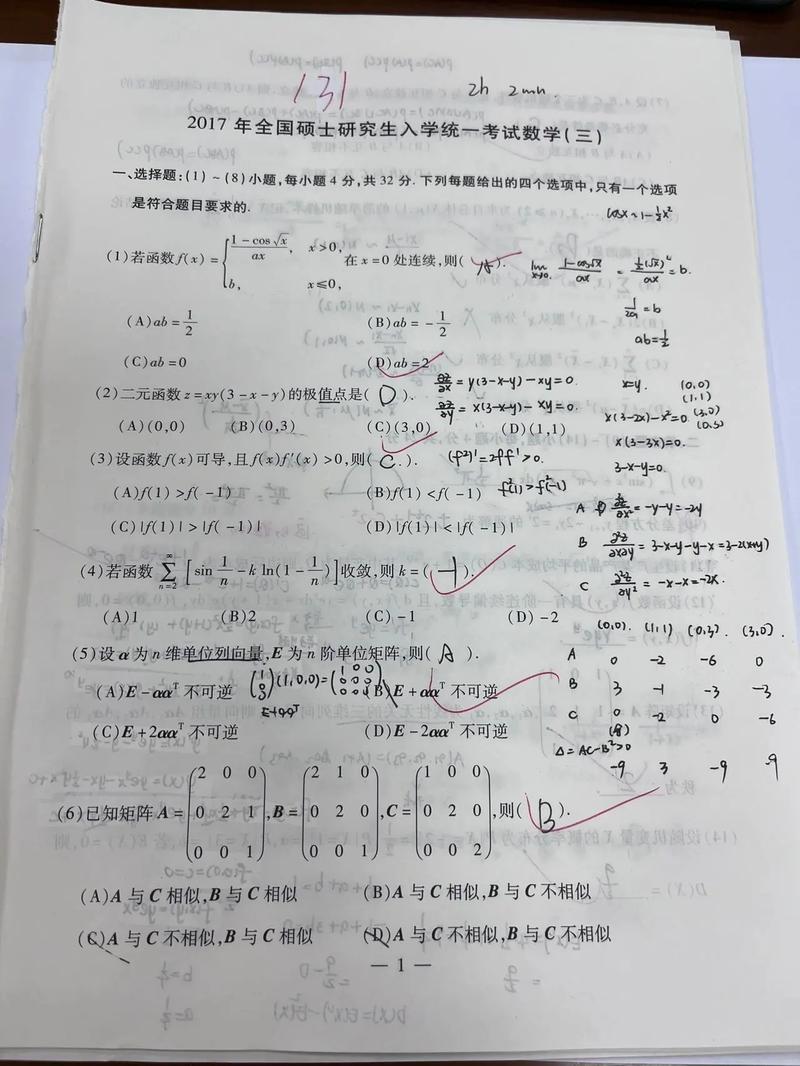 131
2h 2min
2017年全国硕士研究生入学统一考试数学(三)
一、选择题:(1)~(8)小题,每小题4分,共32分.下列每题给出的四个选项中,只有一个选项
是符合题目要求的.
cosx~1-½x²
(1)若函数f(x)={(1-cos√x)/(ax), x>0, b, x≤0, 在x=0处连续,则( A ).
lim x→0 (1-cos√x)/(ax) = ½(√x)²/(ax) = b.
1/(2a)=b
ab=½
(A)ab=1/2 (B)ab=-1/2
(C)ab=0 (D)ab=2
(2)二元函数z=xy(3-x-y)的极值点是( D ).
∂z/∂x=y(3-x-y)-xy=0
∂z/∂y=x(3-x-y)-xy=0.
x=y. (0,0)
(1,1)
x(3-2x)-x²=0. (3,0)
(0,3)
x(3-3x)=0.
3-x-y=0.
(A)(0,0) (B)(0,3) (C)(3,0) (D)(1,1)
(3)设函数f(x)可导,且f(x)f′(x)>0,则( C ).
(f²)'=2ff'>0.
f²(1)>f²(-1)
(A)f(1)>f(-1) (B)f(1)<f(-1)
(C)|f(1)|>|f(-1)| (D)|f(1)|<|f(-1)|
A ∂²z/∂x²=-y-y=-2y
B ∂²z/∂x∂y=3-x-y-y-x=3-2(x+y)
C ∂²z/∂y²=-x-x=-2x.
(0,0). (1,1) (0,3). (3,0).
A 0 -2 -6 0
B 3 -1 -3 -3
C 0 -2 0 -6
Δ=AC-B²>0
-9 3 -9 -9
(4)若函数 ∑ n=2 ∞ [sin 1/n - k ln(1-1/n)]收敛,则k=( ).
(A)1 (B)2 (C)-1 (D)-2
(5)设α为n维单位列向量,E为n阶单位矩阵,则( A ).
(A)E-ααᵀ不可逆 (B)E+ααᵀ不可逆
(1,0,0)=
(C)E+2ααᵀ不可逆 (D)E-2ααᵀ不可逆
(6)已知矩阵A=(2 0 0; 0 2 1; 0 0 1),B=(2 1 0; 0 2 0; 0 0 1),C=(1 0 0; 0 2 0; 0 0 2),则( B ).
(A)A与C相似,B与C相似 (B)A与C相似,B与C不相似
(C)A与C不相似,B与C相似 (D)A与C不相似,B与C不相似
— 1 —